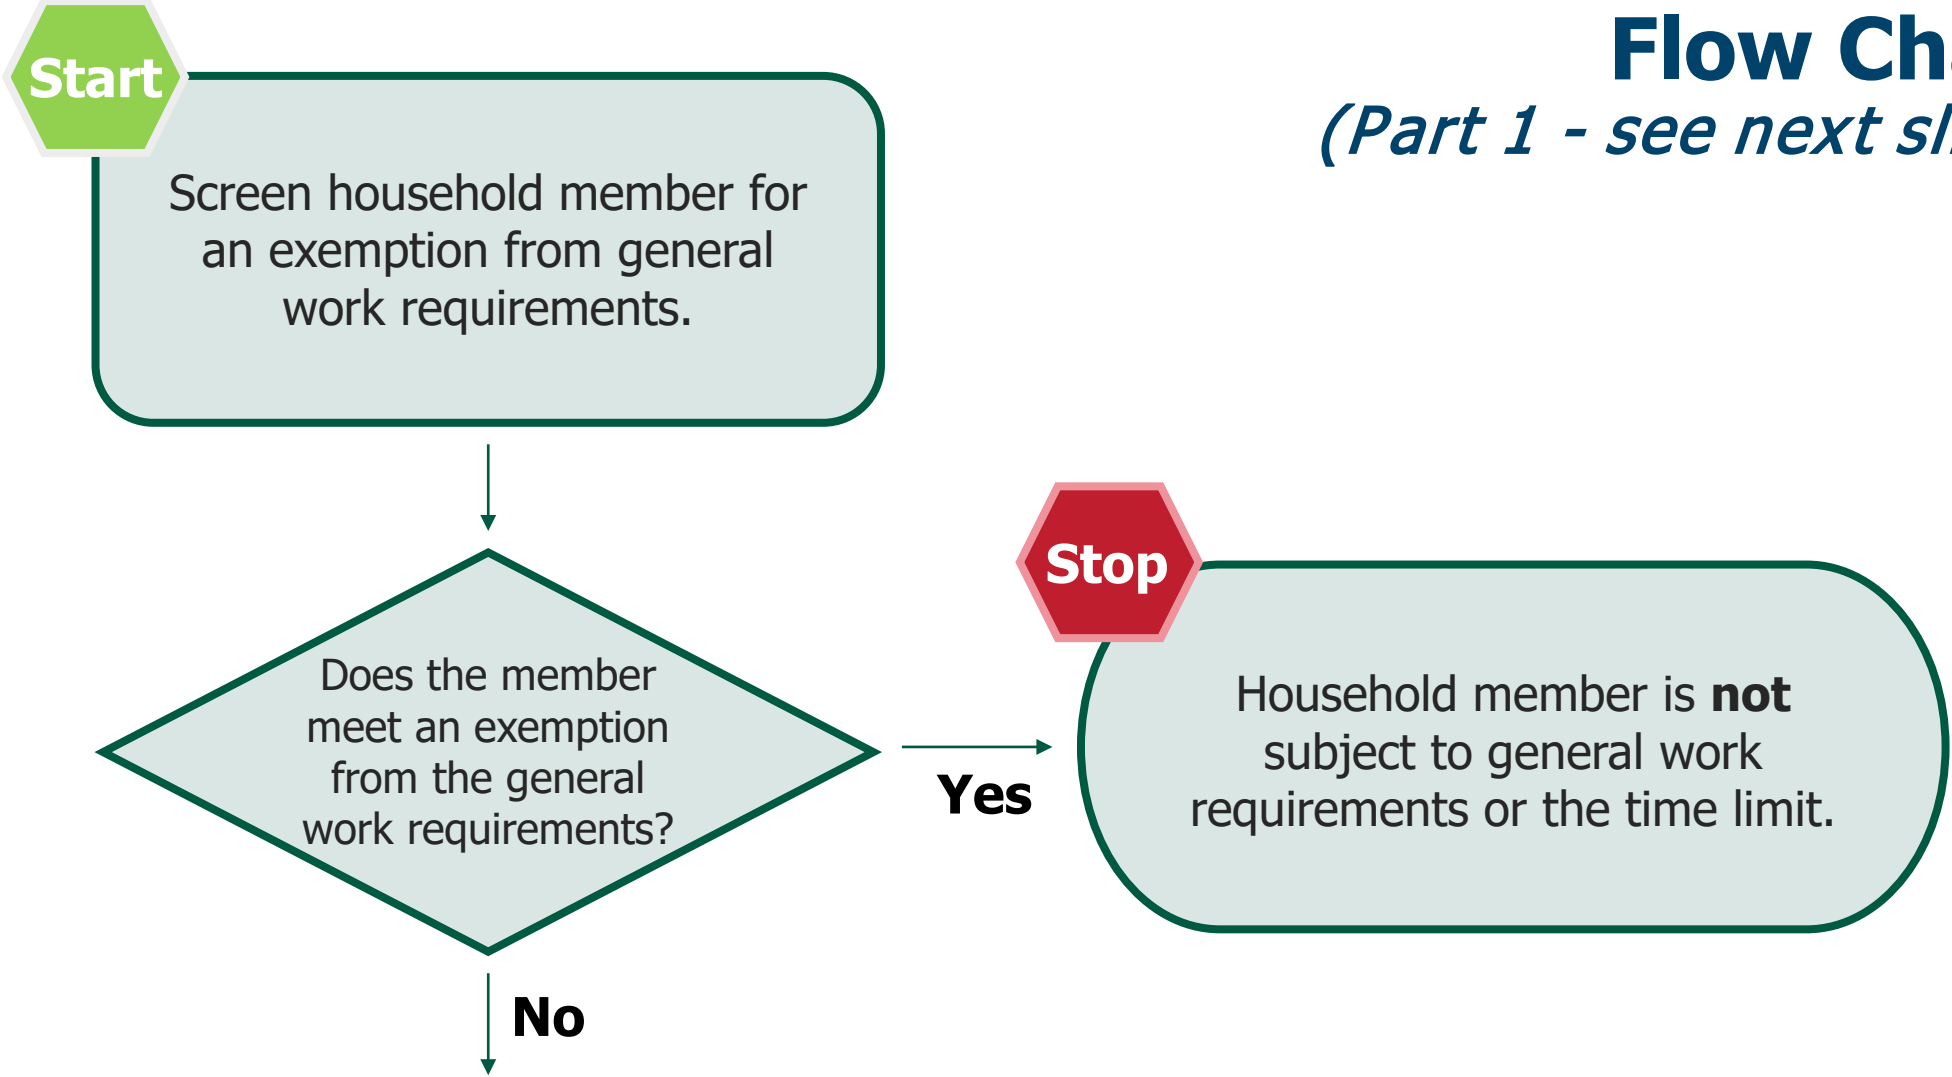 Flow Cha
(Part 1 - see next sli
Start
Screen household member for
an exemption from general
work requirements.
Does the member
meet an exemption
from the general
work requirements?
Yes
Stop
Household member is not
subject to general work
requirements or the time limit.
No